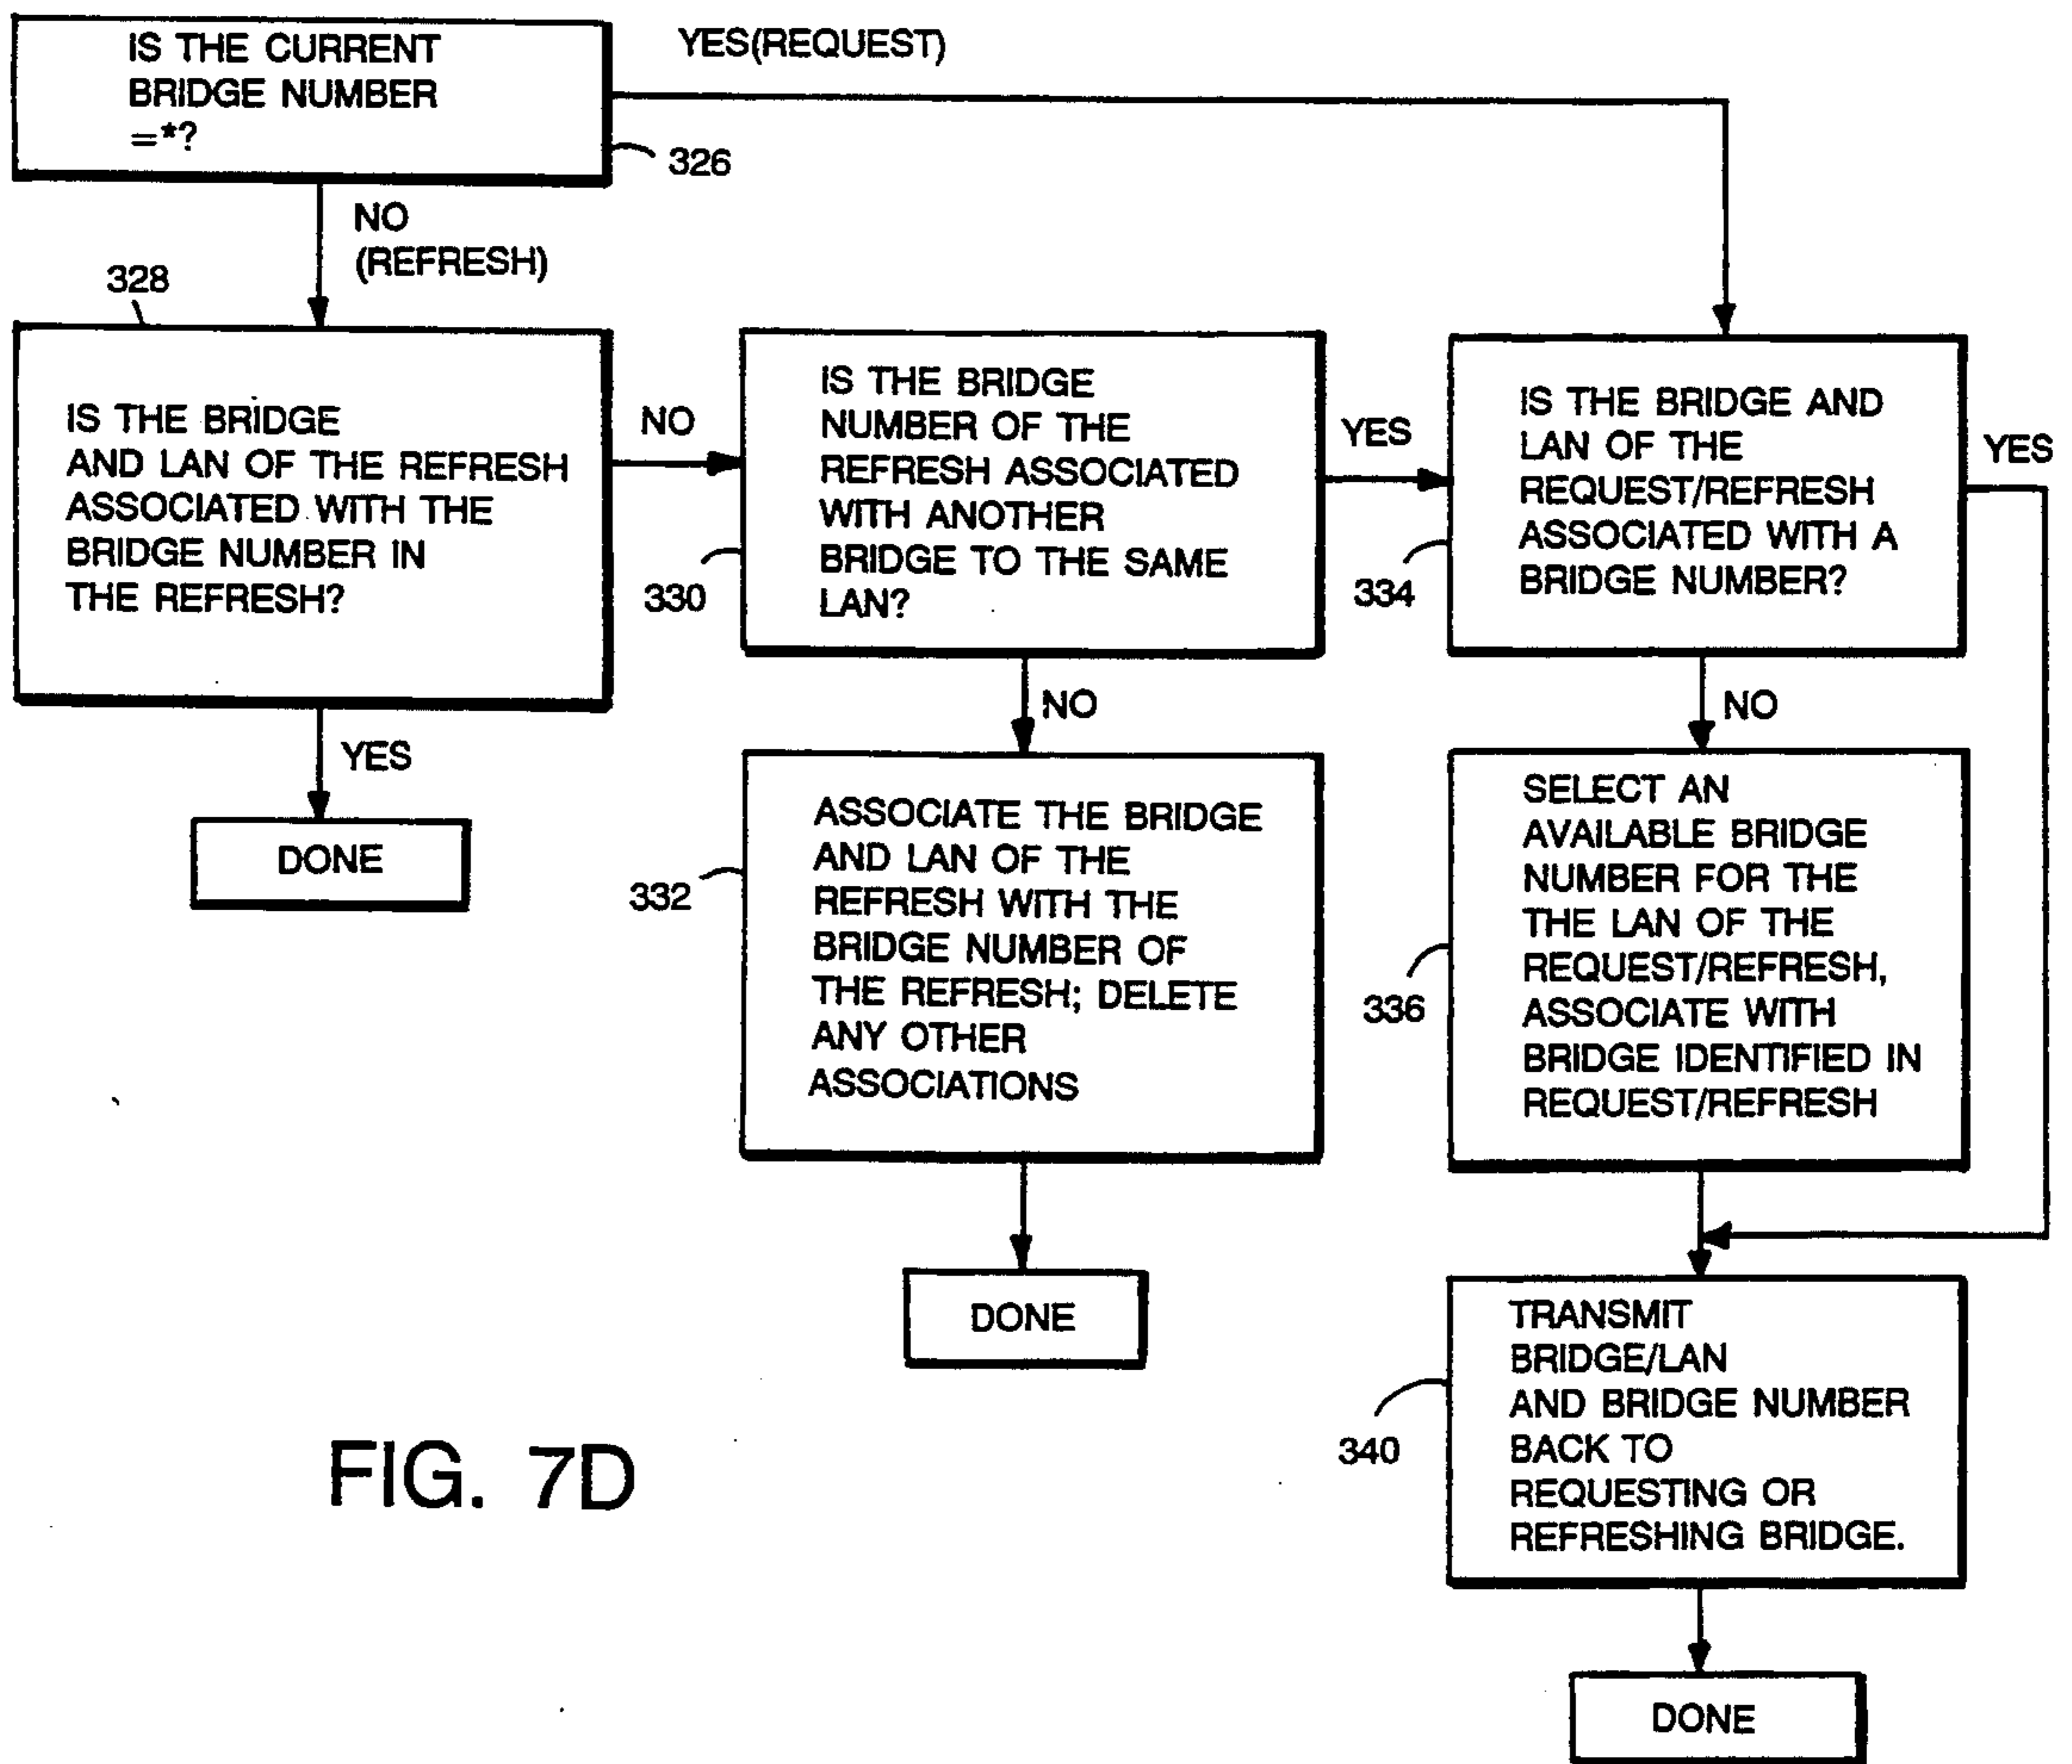 IS THE CURRENT
BRIDGE NUMBER
=*?
326
YES(REQUEST)
NO
(REFRESH)
328
IS THE BRIDGE
AND LAN OF THE REFRESH
ASSOCIATED WITH THE
BRIDGE NUMBER IN
THE REFRESH?
NO
YES
DONE
IS THE BRIDGE
NUMBER OF THE
REFRESH ASSOCIATED
WITH ANOTHER
BRIDGE TO THE SAME
LAN?
330
YES
NO
332
ASSOCIATE THE BRIDGE
AND LAN OF THE
REFRESH WITH THE
BRIDGE NUMBER OF
THE REFRESH; DELETE
ANY OTHER
ASSOCIATIONS
DONE
IS THE BRIDGE AND
LAN OF THE
REQUEST/REFRESH
ASSOCIATED WITH A
BRIDGE NUMBER?
334
YES
NO
SELECT AN
AVAILABLE BRIDGE
NUMBER FOR THE
THE LAN OF THE
REQUEST/REFRESH,
ASSOCIATE WITH
BRIDGE IDENTIFIED IN
REQUEST/REFRESH
336
TRANSMIT
BRIDGE/LAN
AND BRIDGE NUMBER
BACK TO
REQUESTING OR
REFRESHING BRIDGE.
340
DONE
FIG. 7D